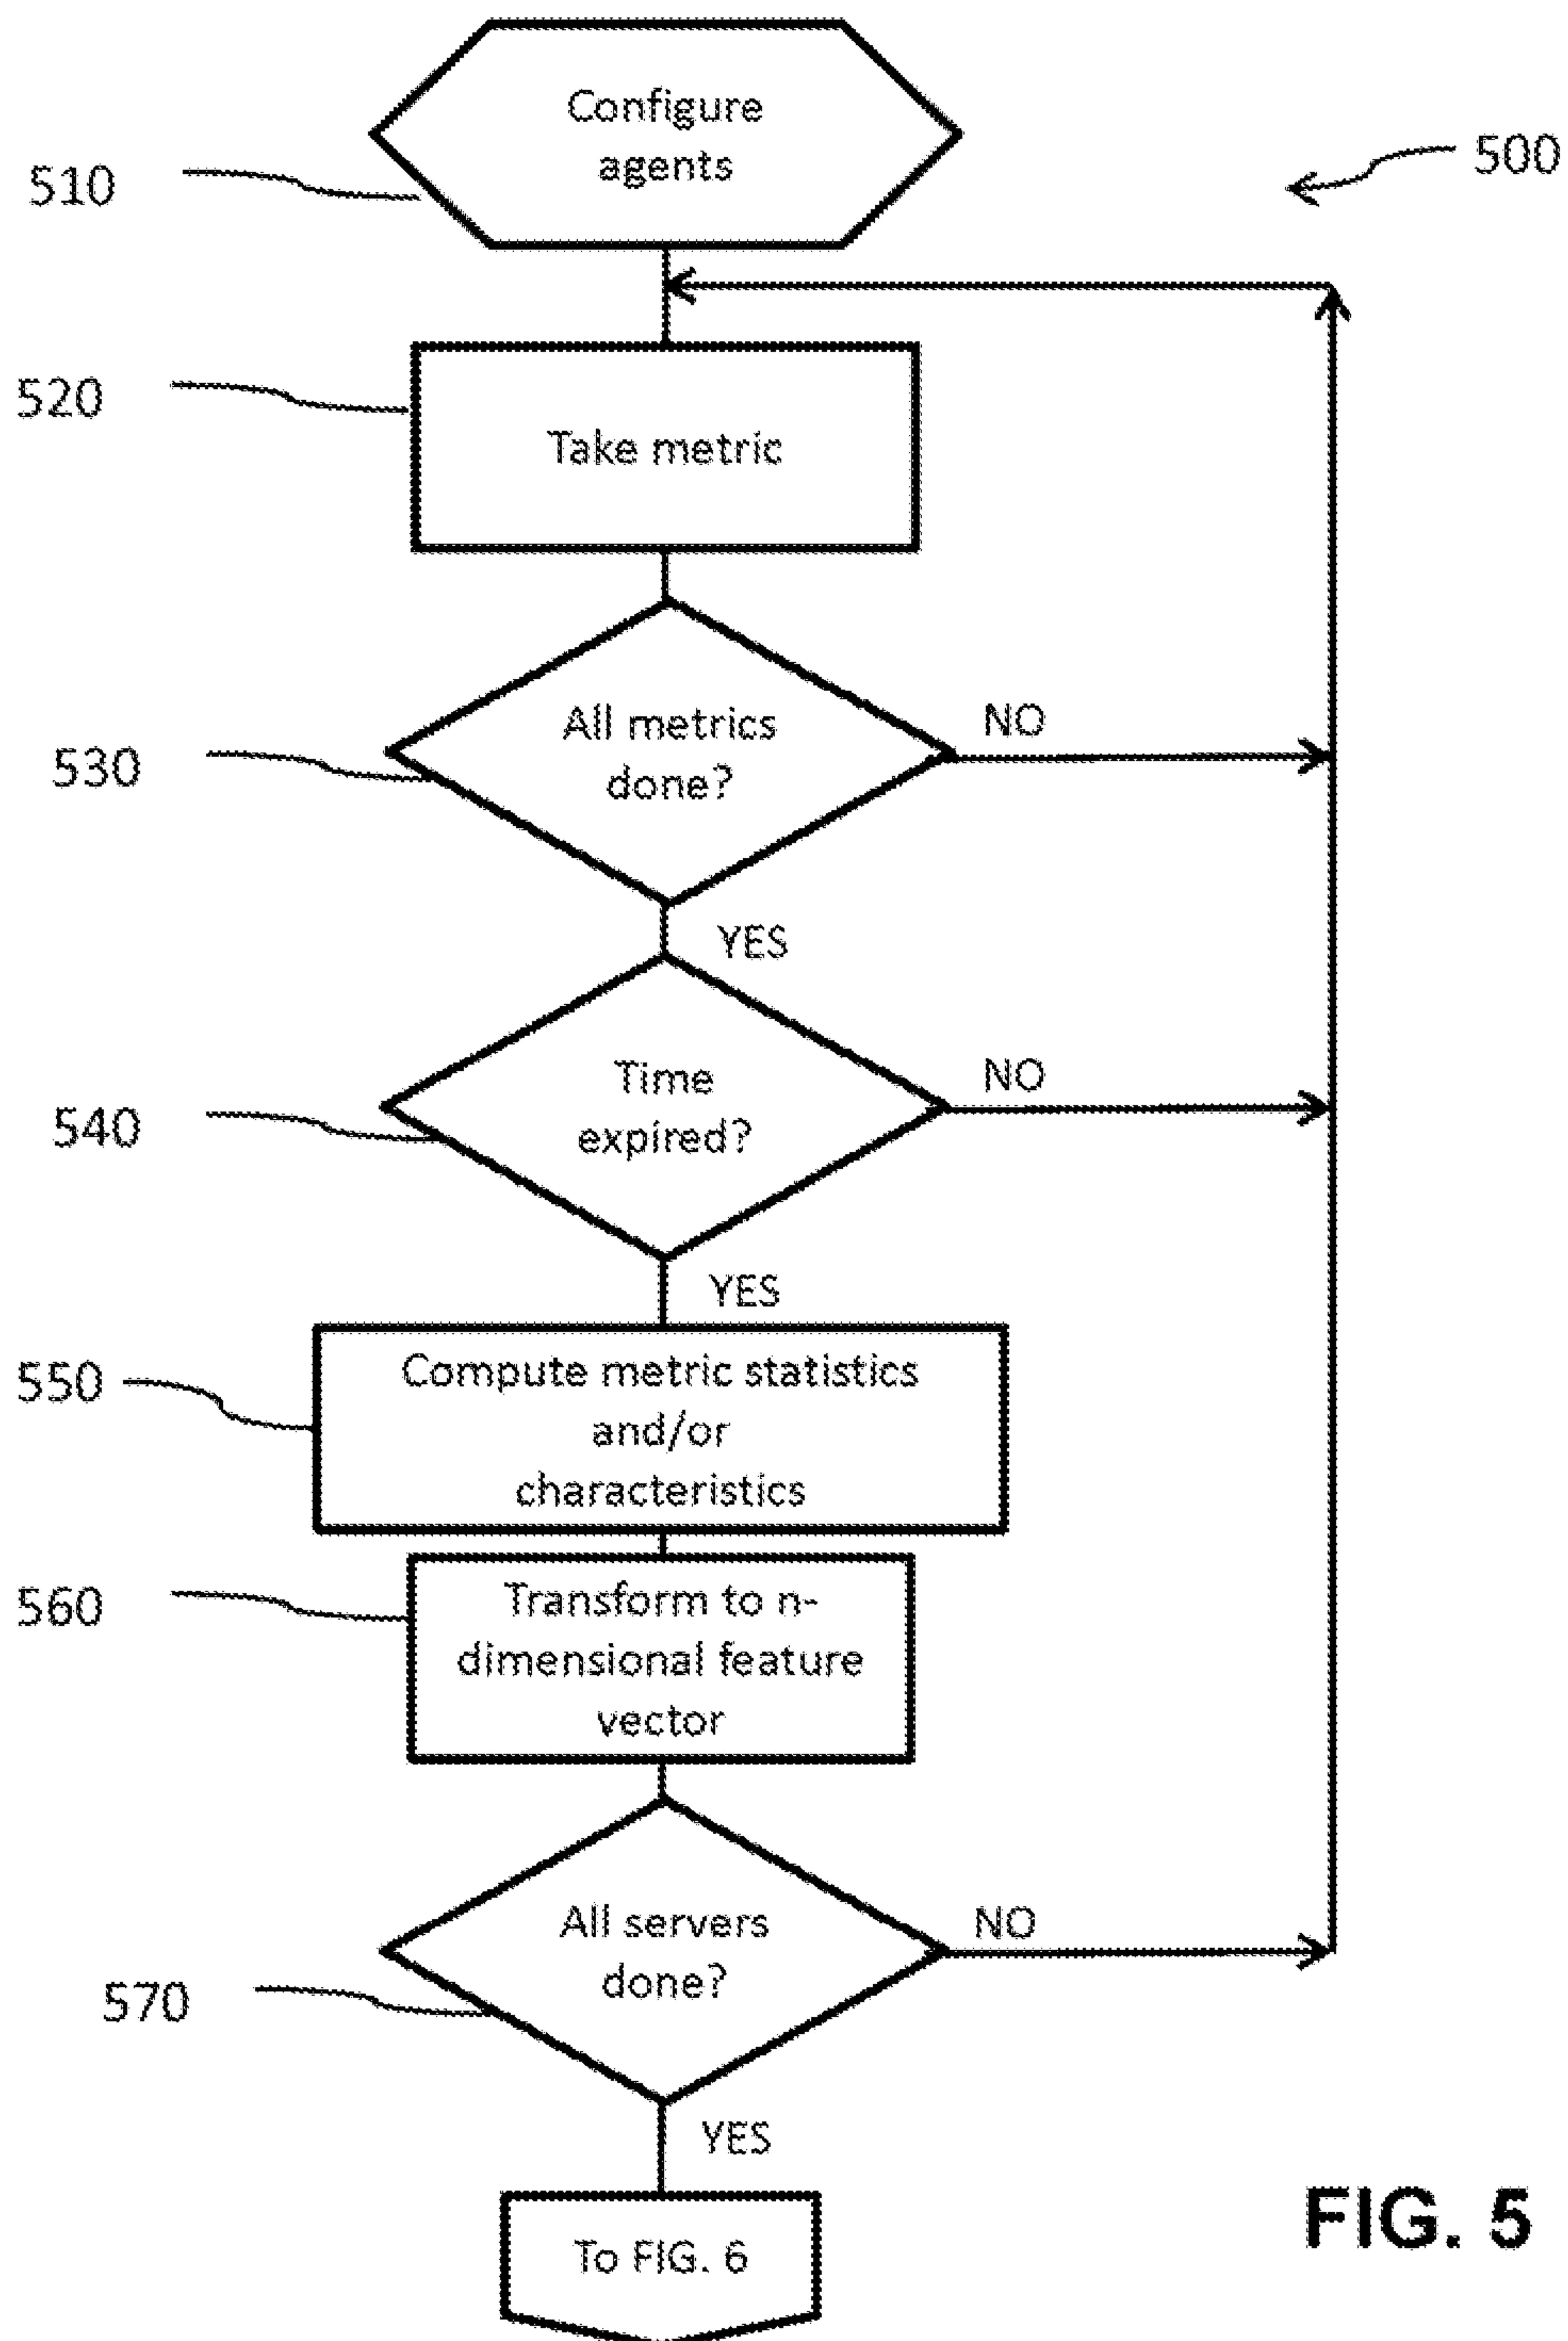 Configure
agents
510
500
520
Take metric
530
All metrics
done?
NO
YES
540
Time
expired?
NO
YES
550
Compute metric statistics
and/or
characteristics
560
Transform to n-
dimensional feature
vector
570
All servers
done?
NO
YES
To FIG. 6
FIG. 5